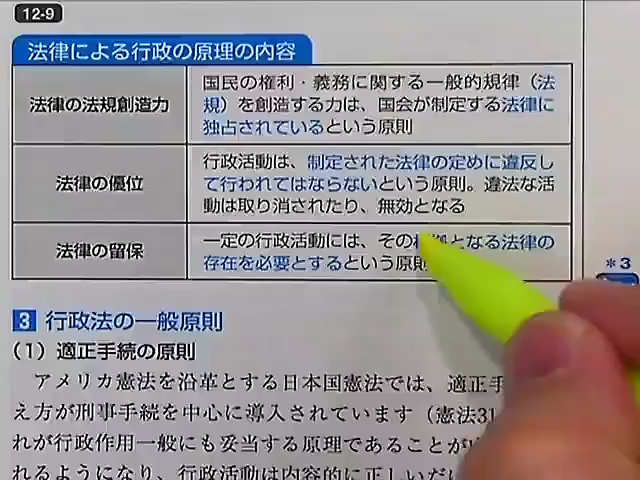 12-9
法律による行政の原理の内容
法律の法規創造力
国民の権利・義務に関する一般的規律（法
規）を創造する力は、国会が制定する法律に
独占されているという原則
法律の優位
行政活動は、制定された法律の定めに違反し
て行われてはならないという原則。違法な活
動は取り消されたり、無効となる
法律の留保
一定の行政活動には、その となる法律の
存在を必要とするという原則
＊3
3 行政法の一般原則
（1）適正手続の原則
アメリカ憲法を沿革とする日本国憲法では、適正手
え方が刑事手続を中心に導入されています（憲法31
れが行政作用一般にも妥当する原理であることが
れるようになり、行政活動は内容的に正しいだけ